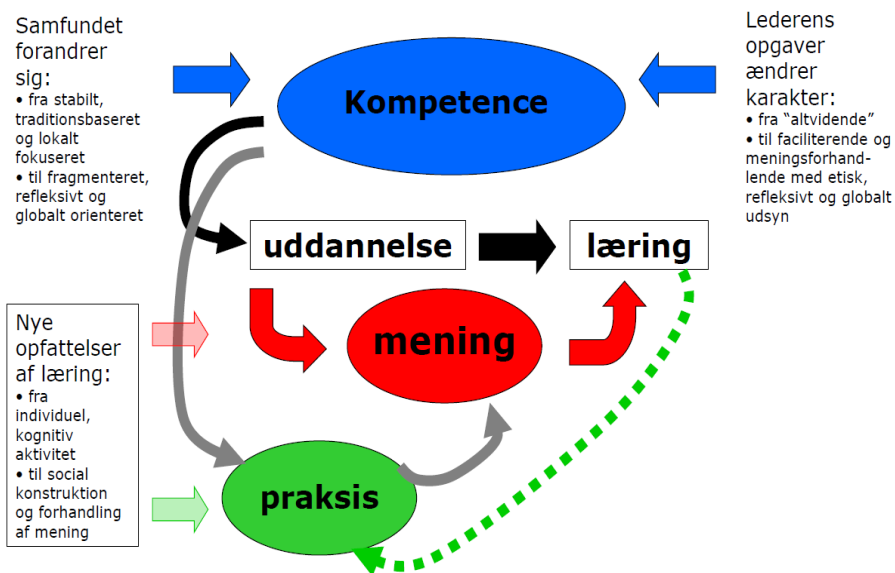 Samfundet
forandrer
sig:
• fra stabilt,
traditionsbaseret
og lokalt
fokuseret
• til fragmenteret,
refleksivt og
globalt orienteret
Kompetence
Lederens
opgaver
ændrer
karakter:
• fra “altvidende”
• til faciliterende og
meningsforhand-
lende med etisk,
refleksivt og globalt
udsyn
uddannelse
læring
Nye
opfattelser
af læring:
• fra
individuel,
kognitiv
aktivitet
• til social
konstruktion
og forhandling
af mening
mening
praksis